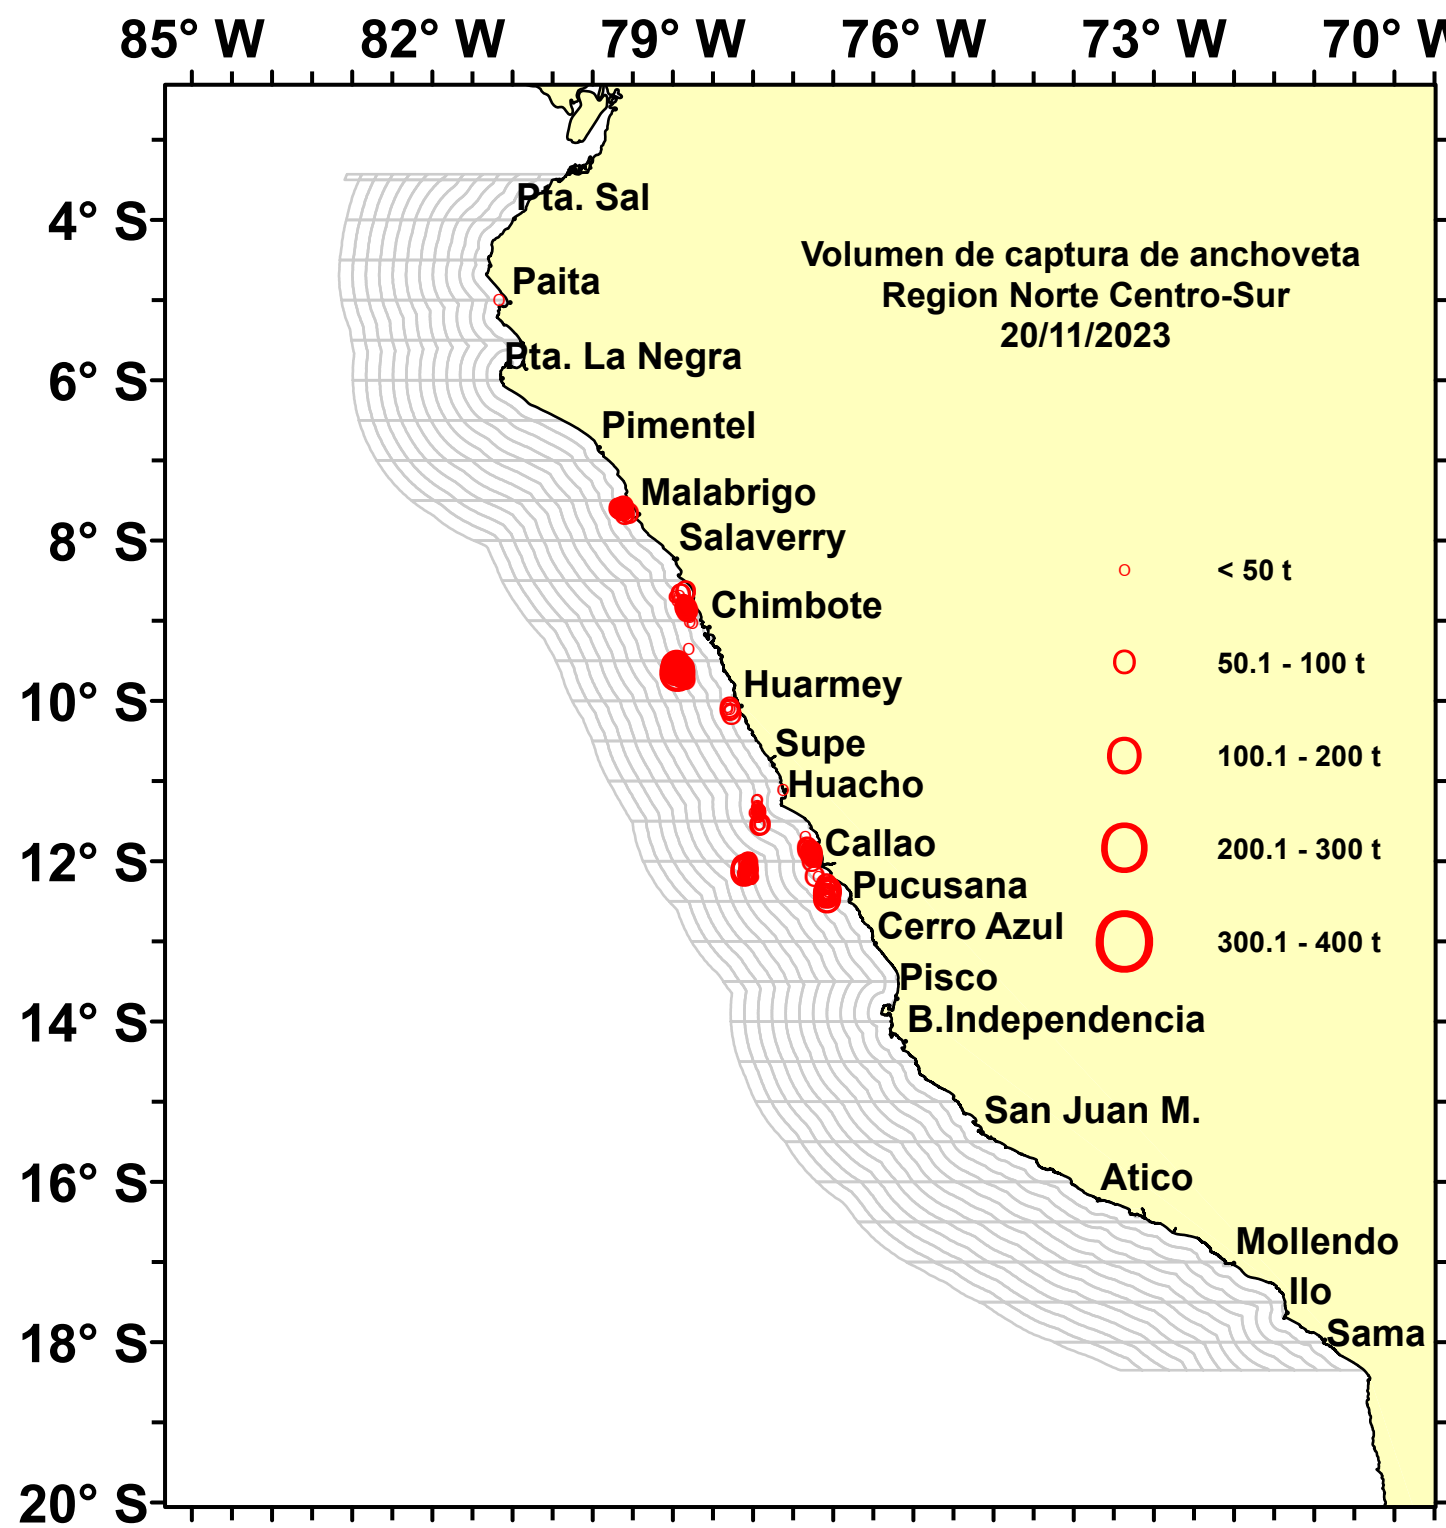 85° W 82° W 79° W 76° W 73° W 70° W
4° S
6° S
8° S
10° S
12° S
14° S
16° S
18° S
20° S
Volumen de captura de anchoveta
Region Norte Centro-Sur
20/11/2023
Pta. Sal
Paita
Pta. La Negra
Pimentel
Malabrigo
Salaverry
Chimbote
Huarmey
Supe
Huacho
Callao
Pucusana
Cerro Azul
Pisco
B.Independencia
San Juan M.
Atico
Mollendo
Ilo
Sama
< 50 t
50.1 - 100 t
100.1 - 200 t
200.1 - 300 t
300.1 - 400 t